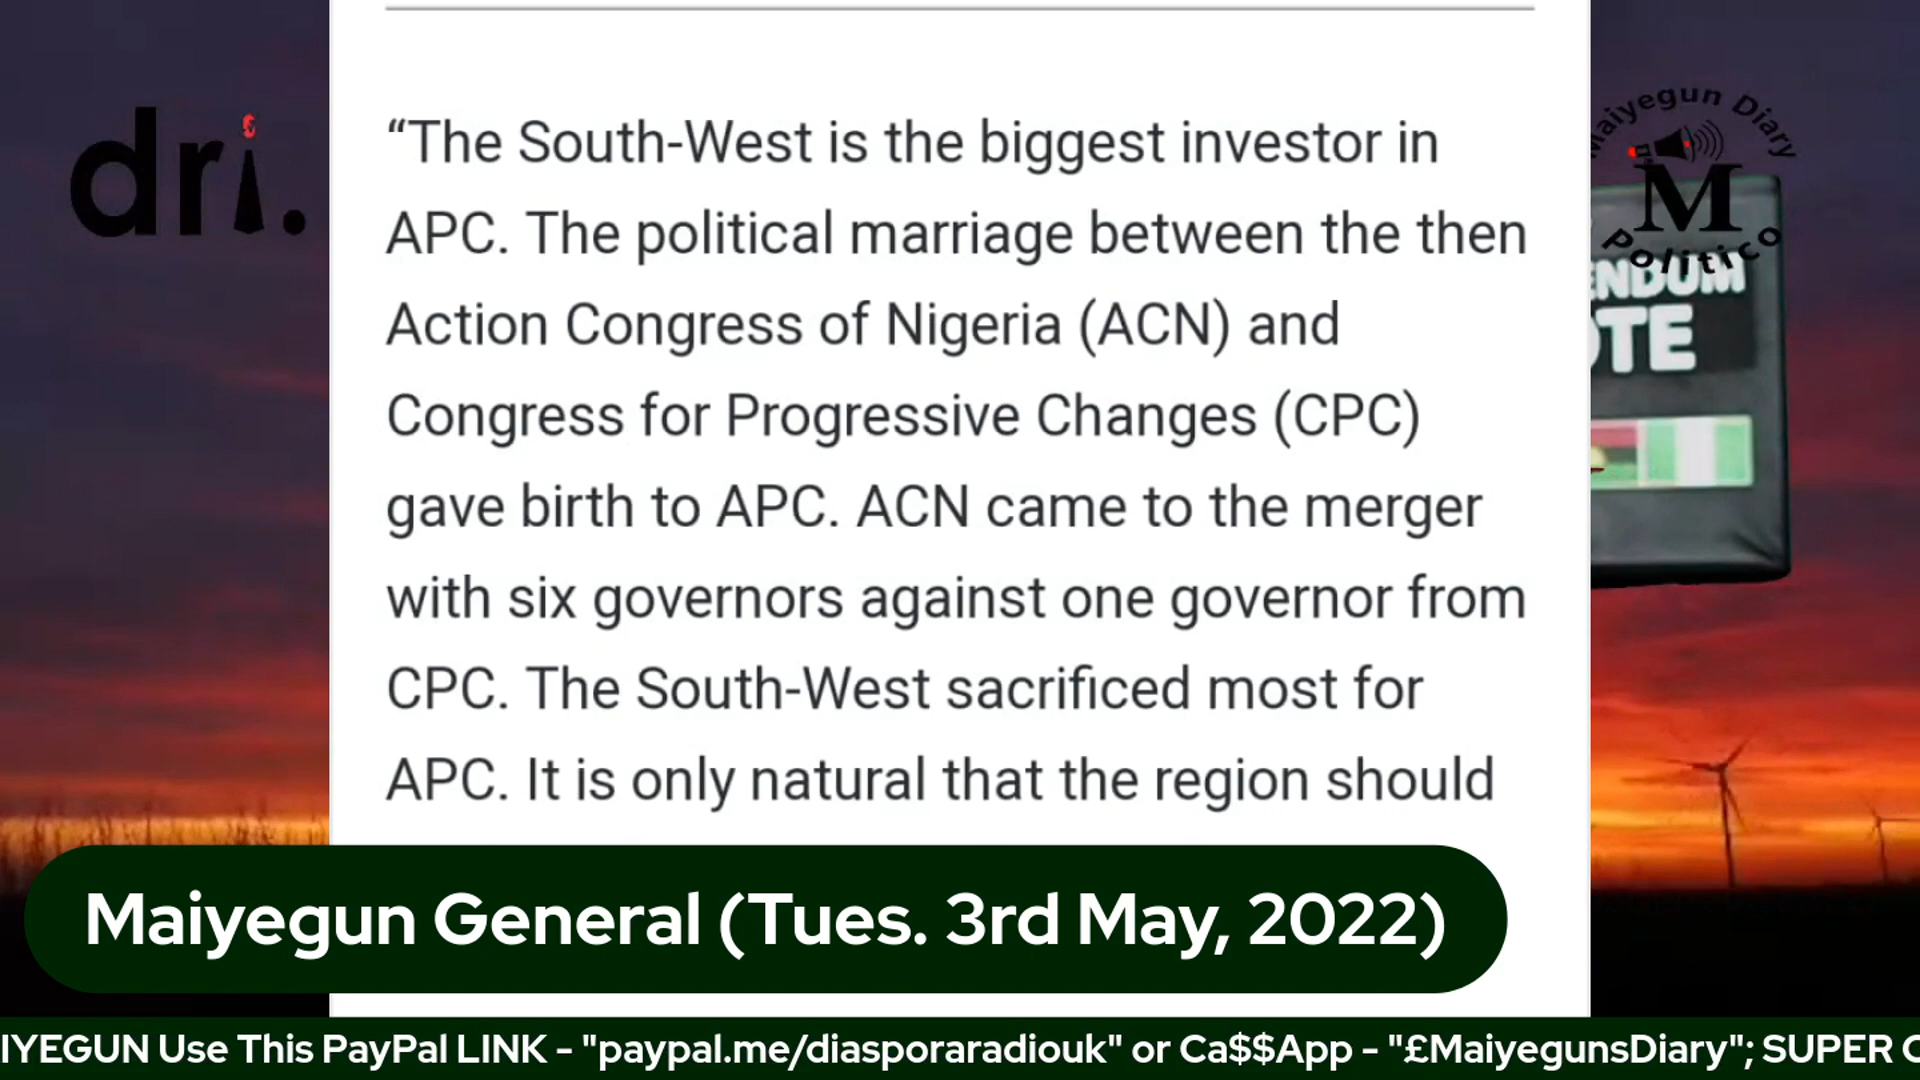 dri.
Maiyegun Diary
M
Politico
“The South-West is the biggest investor in
APC. The political marriage between the then
Action Congress of Nigeria (ACN) and
Congress for Progressive Changes (CPC)
gave birth to APC. ACN came to the merger
with six governors against one governor from
CPC. The South-West sacrificed most for
APC. It is only natural that the region should
Maiyegun General (Tues. 3rd May, 2022)
IYEGUN Use This PayPal LINK - "paypal.me/diasporaradiouk" or Ca$$App - "£MaiyegunsDiary"; SUPER